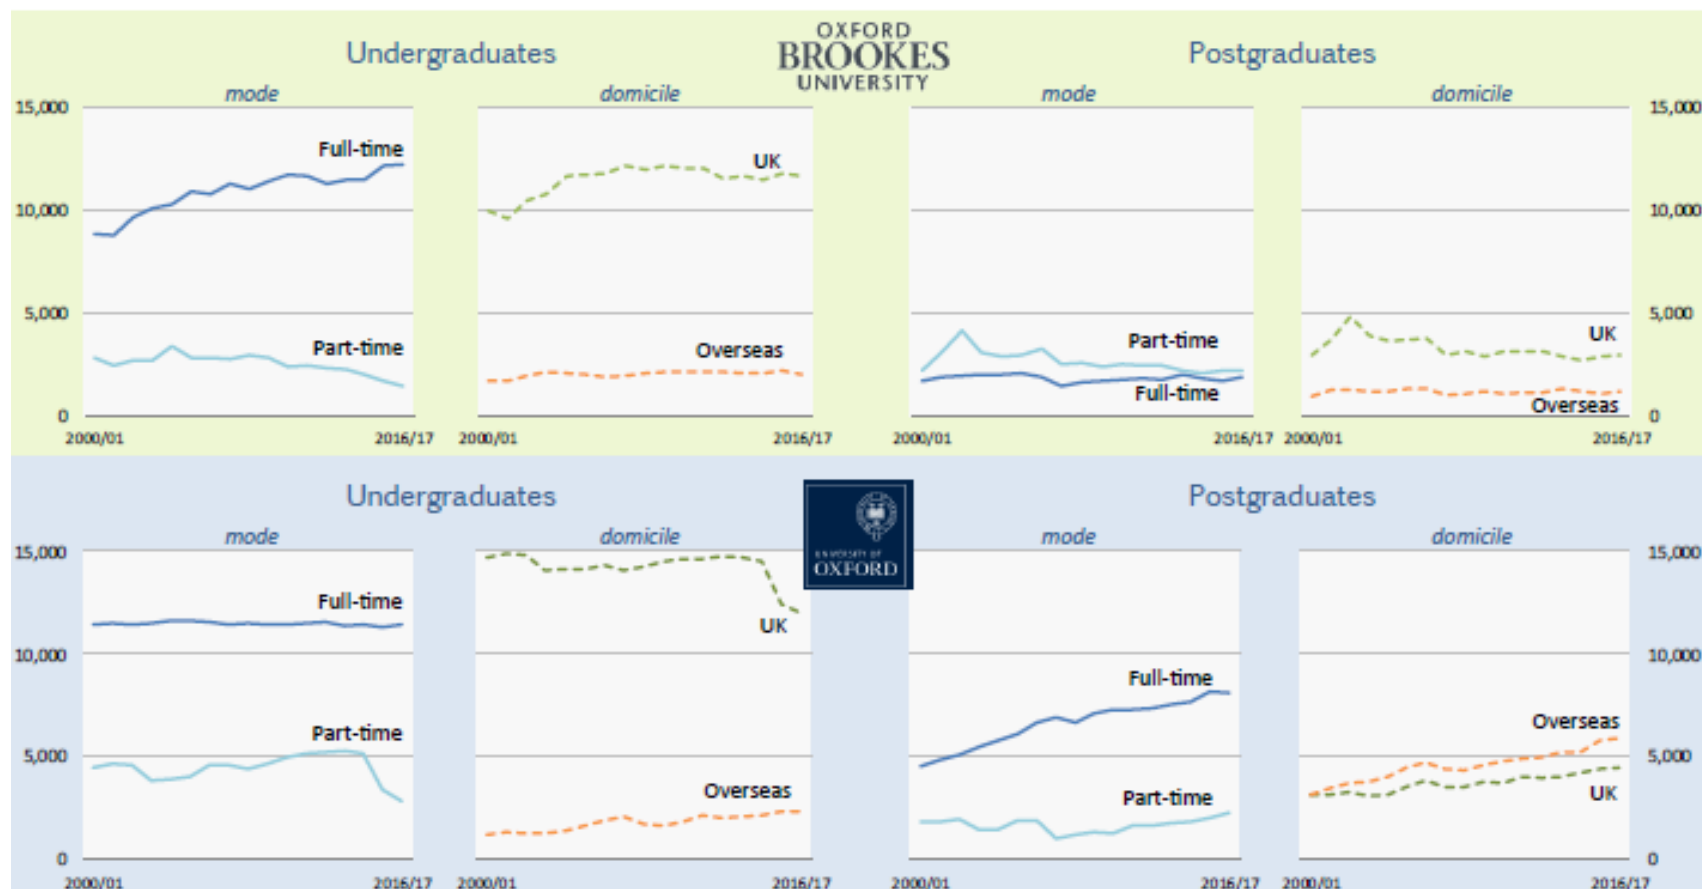 OXFORD
BROOKES
UNIVERSITY
Undergraduates
Postgraduates
mode
domicile
mode
domicile
15,000
Full-time
UK
15,000
10,000
10,000
5,000
Part-time
Overseas
Part-time
Full-time
UK
Overseas
5,000
0
0
2000/01
2016/17
2000/01
2016/17
2000/01
2016/17
2000/01
2016/17
Undergraduates
Postgraduates
UNIVERSITY OF
OXFORD
mode
domicile
mode
domicile
15,000
Full-time
UK
15,000
10,000
10,000
Part-time
Overseas
Full-time
Part-time
Overseas
UK
5,000
5,000
0
0
2000/01
2016/17
2000/01
2016/17
2000/01
2016/17
2000/01
2016/17